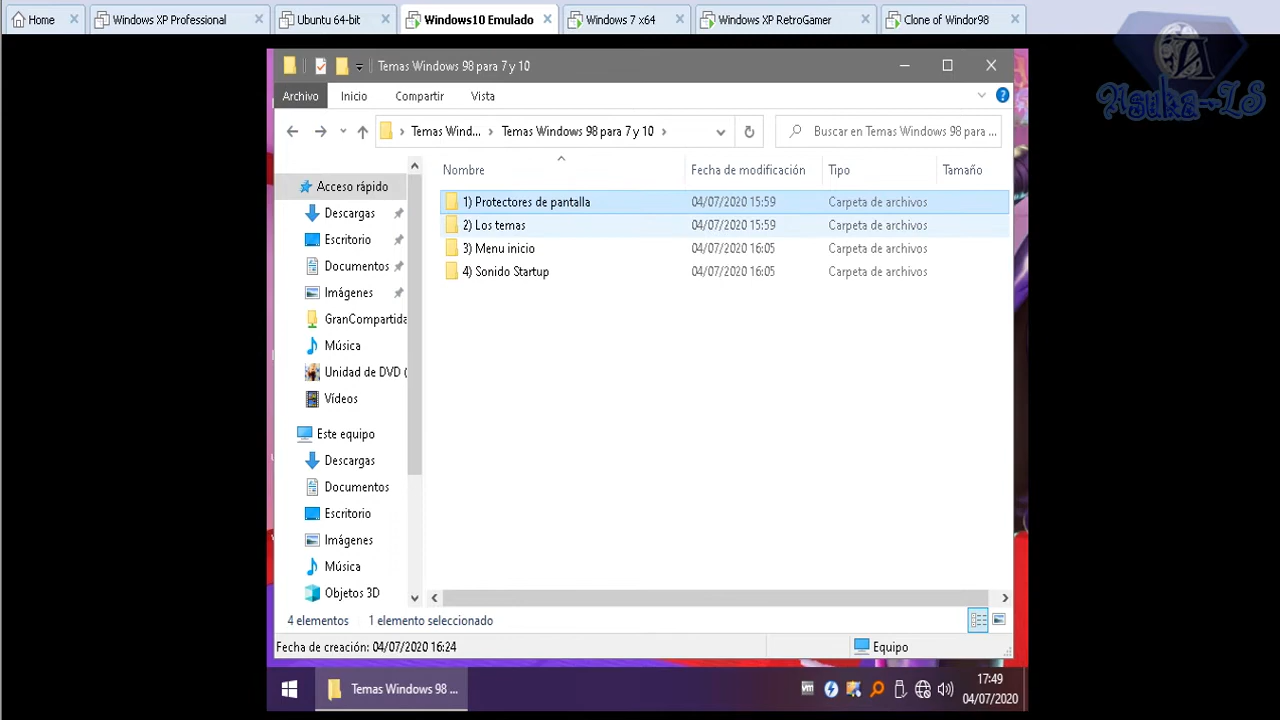 Home
Windows XP Professional
Ubuntu 64-bit
Windows10 Emulado
Windows 7 x64
Windows XP RetroGamer
Clone of Windor98
Asuka--LS
Temas Windows 98 para 7 y 10
Archivo Inicio Compartir Vista
Temas Wind... Temas Windows 98 para 7 y 10
Buscar en Temas Windows 98 para ...
Nombre Fecha de modificación Tipo Tamaño
1) Protectores de pantalla 04/07/2020 15:59 Carpeta de archivos
2) Los temas 04/07/2020 15:59 Carpeta de archivos
3) Menu inicio 04/07/2020 16:05 Carpeta de archivos
4) Sonido Startup 04/07/2020 16:05 Carpeta de archivos
Acceso rápido
Descargas
Escritorio
Documentos
Imágenes
GranCompartida
Música
Unidad de DVD (
Vídeos
Este equipo
Descargas
Documentos
Escritorio
Imágenes
Música
Objetos 3D
4 elementos 1 elemento seleccionado
Fecha de creación: 04/07/2020 16:24 Equipo
Temas Windows 98 ...
vm
17:49
04/07/2020